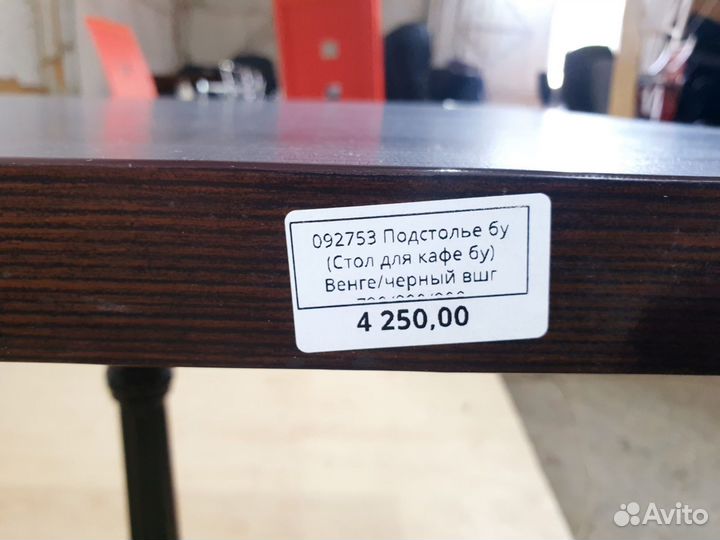 092753 Подстолье бу
(Стол для кафе бу)
Венге/черный вшг
4 250,00
Avito